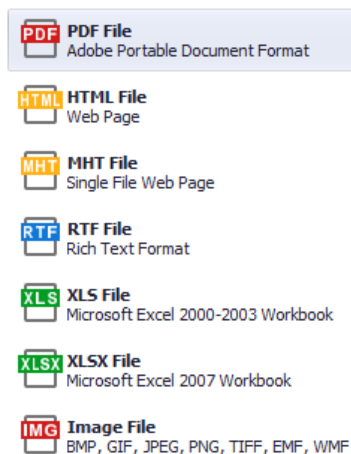 PDF PDF File
Adobe Portable Document Format
HTML HTML File
Web Page
MHT MHT File
Single File Web Page
RTF RTF File
Rich Text Format
XLS XLS File
Microsoft Excel 2000-2003 Workbook
XLSX XLSX File
Microsoft Excel 2007 Workbook
IMG Image File
BMP, GIF, JPEG, PNG, TIFF, EMF, WMF